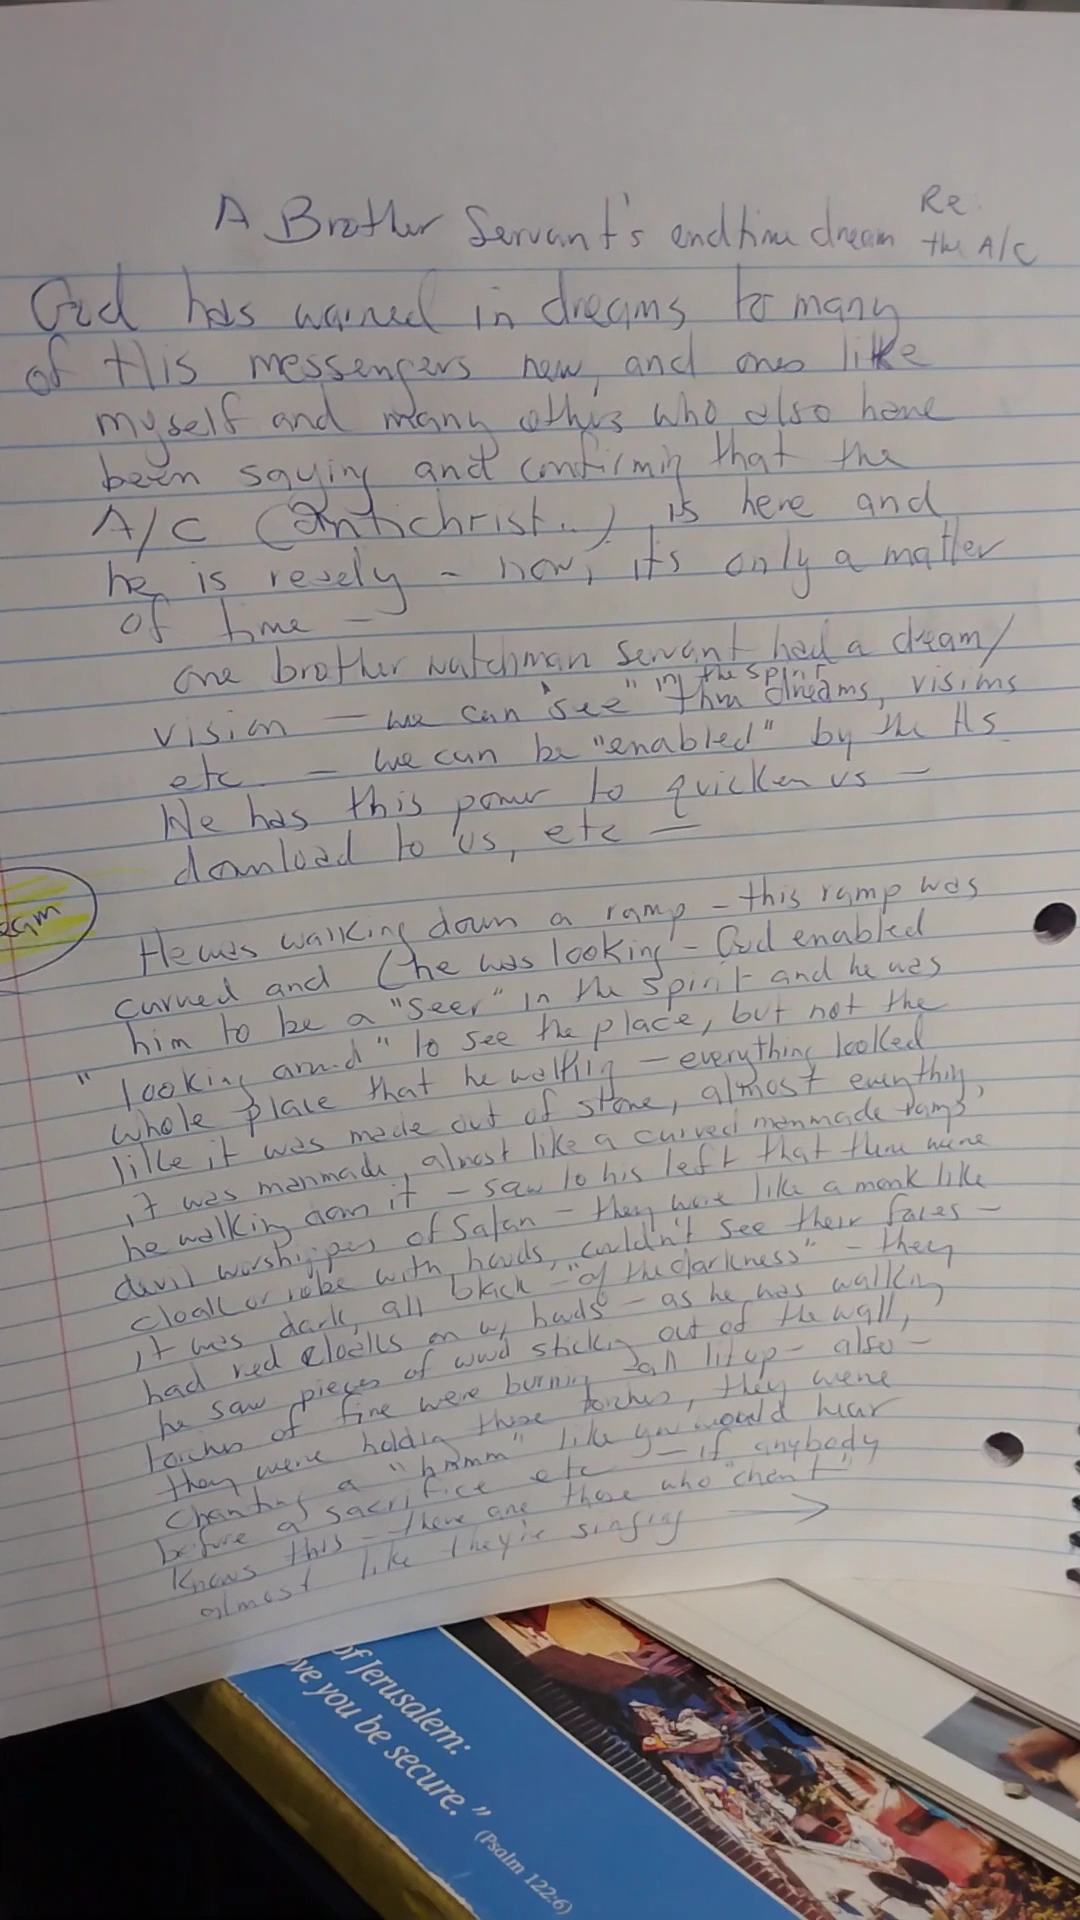 A Brother Servant's endtime dream Re: the A/C
God has warned in dreams to many
of His messengers now, and ones like
myself and many othrs who also have
been saying and confirmin that the
A/C (antichrist..) is here and
he is - now, it's only a matter
of time -
one brother watchman servant had a dream/
vision - we can "see" in the spirit thru dreams, visions
etc - we can be "enabled" by the HS
He has this power to quicken us -
download to us, etc -
He was walking down a ramp - this ramp was
curved and (he was looking - God enabled
him to be a "seer" in the spirit and he was
"looking around" to see the place, but not the
whole place that he walking - everything looked
like it was made out of stone, almost everything,
it was manmade, almost like a curved manmade ramp
he walking down it - saw to his left that there were
devil worshippers of Satan - they were like a monk like
cloak or robe with hoods, couldn't see their faces -
it was dark, all black - "of the darkness" - they
had red cloaks on w/ hoods - as he was walking
he saw pieces of wood stickin out of the wall,
torches of fire were burning all lit up - also -
they were holding these torches, they were
chanting a "hmmm" like you would hear
before a sacrifice etc - if anybody
knows this - there are those who "chant"
almost like they're singing
of Jerusalem:
ve you be secure."
(Psalm 122:6)